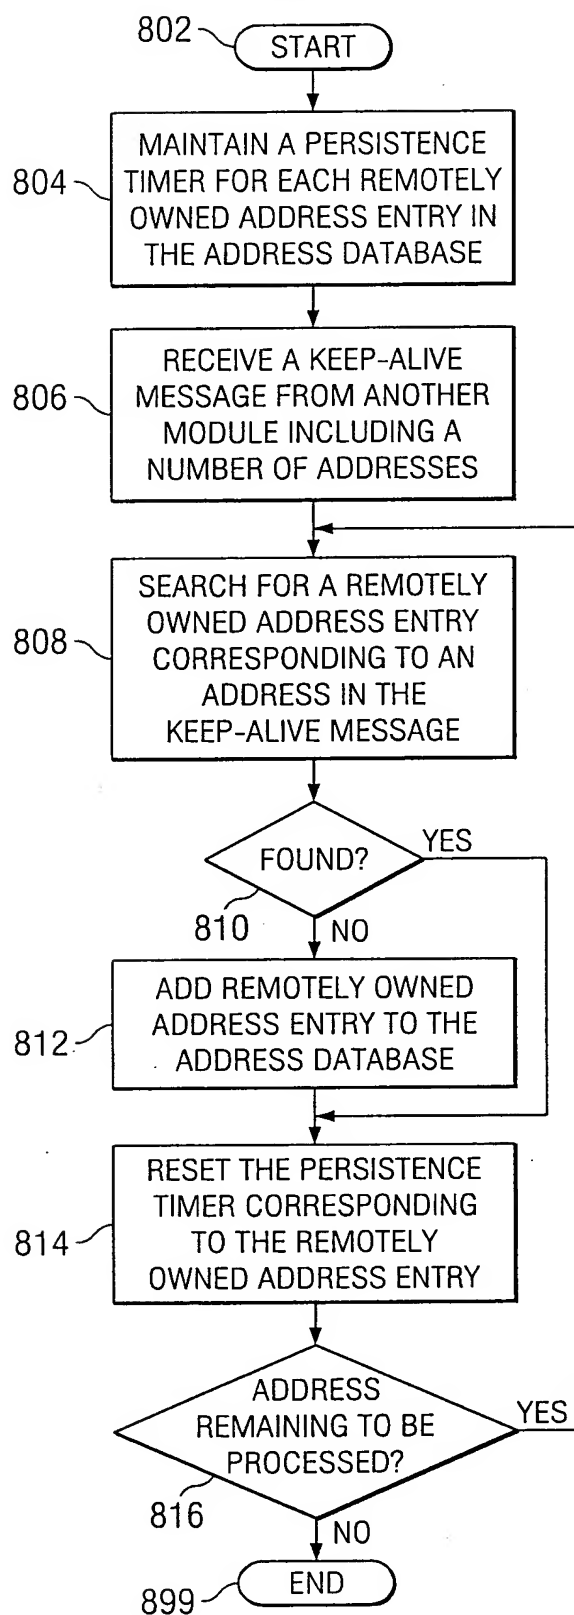 802
START
804
MAINTAIN A PERSISTENCE
TIMER FOR EACH REMOTELY
OWNED ADDRESS ENTRY IN
THE ADDRESS DATABASE
806
RECEIVE A KEEP-ALIVE
MESSAGE FROM ANOTHER
MODULE INCLUDING A
NUMBER OF ADDRESSES
808
SEARCH FOR A REMOTELY
OWNED ADDRESS ENTRY
CORRESPONDING TO AN
ADDRESS IN THE
KEEP-ALIVE MESSAGE
FOUND?
YES
810
NO
812
ADD REMOTELY OWNED
ADDRESS ENTRY TO THE
ADDRESS DATABASE
814
RESET THE PERSISTENCE
TIMER CORRESPONDING
TO THE REMOTELY
OWNED ADDRESS ENTRY
ADDRESS
REMAINING TO BE
PROCESSED?
YES
816
NO
END
899